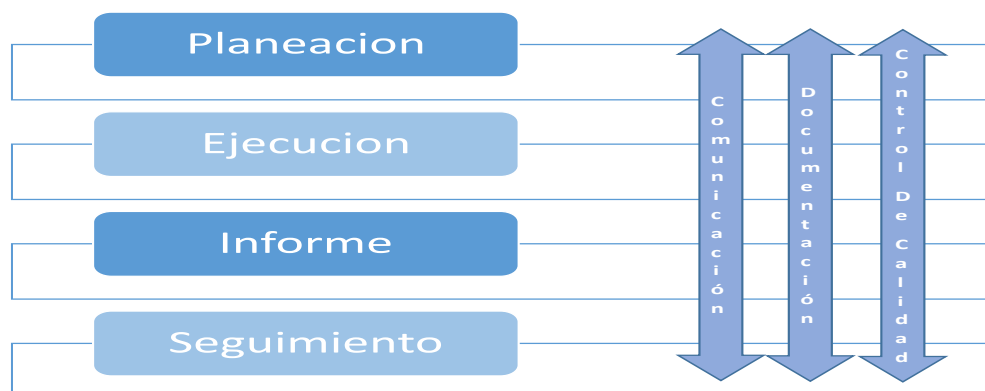 Planeacion
Ejecucion
Informe
Seguimiento
Comunicación
Documentación
Control De Calidad